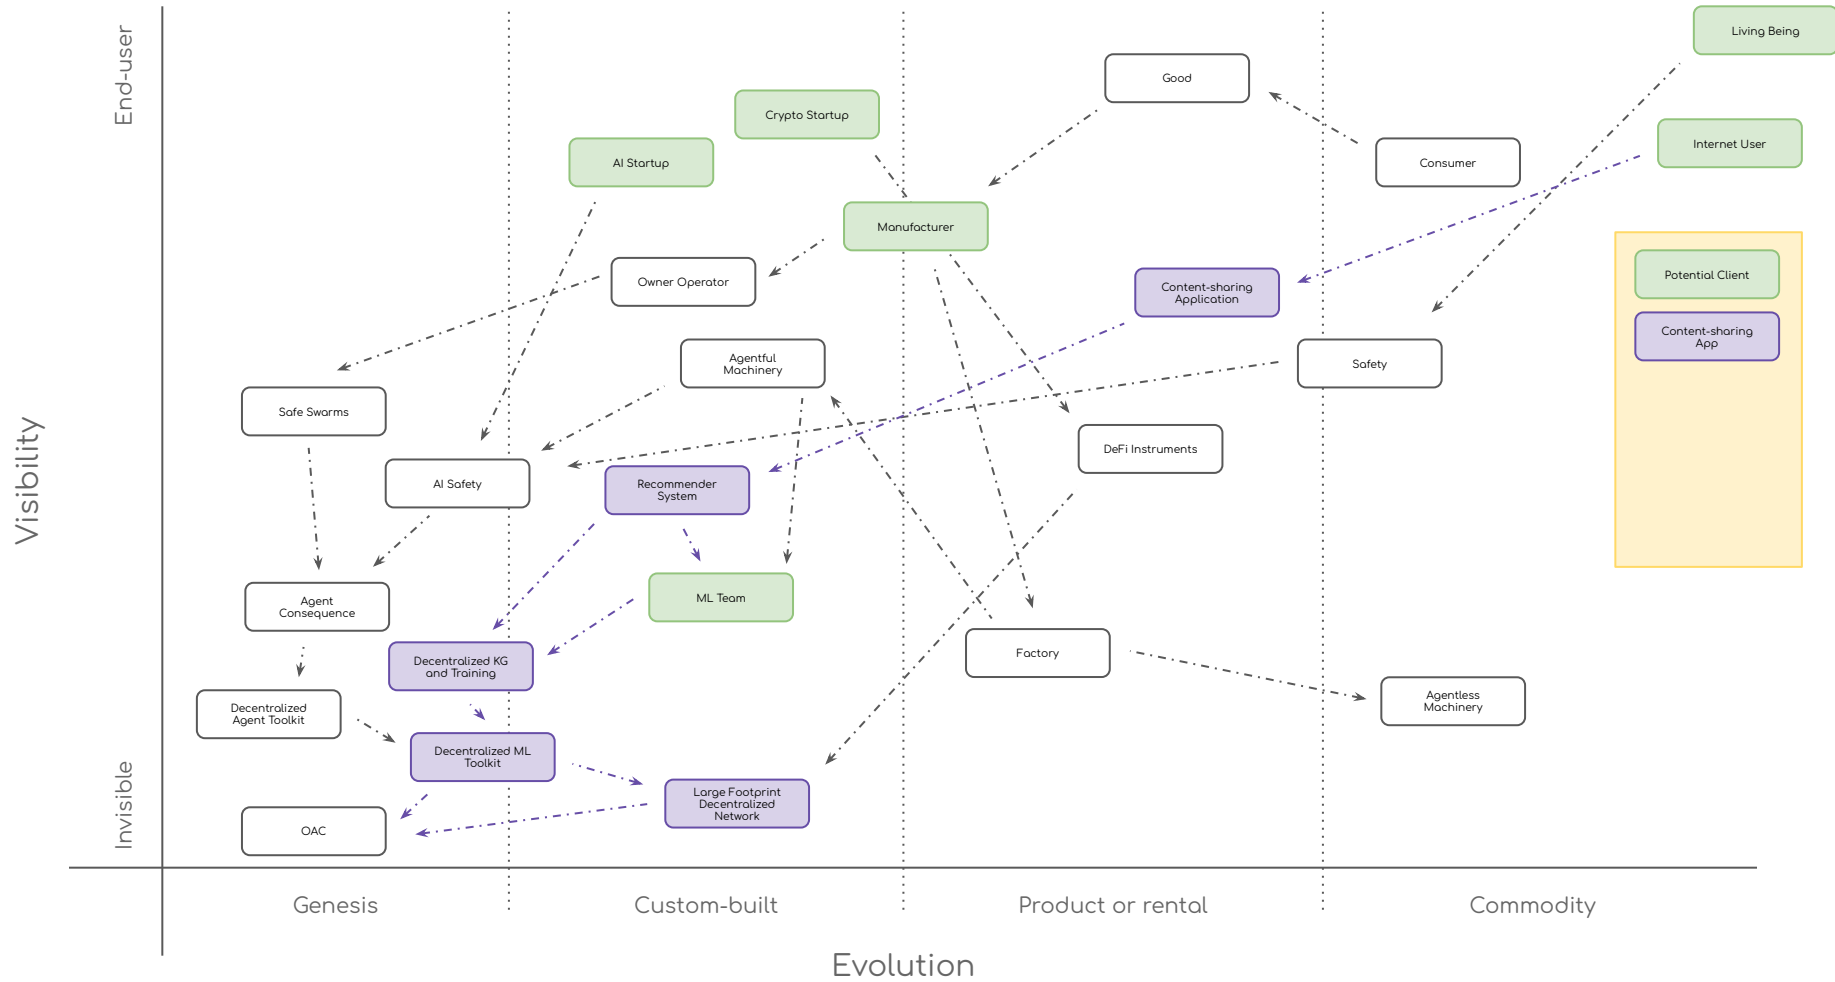 End-user
Visibility
Invisible
Living Being
Good
Crypto Startup
Internet User
AI Startup
Consumer
Manufacturer
Potential Client
Owner Operator
Content-sharing
Application
Content-sharing
App
Agentful
Machinery
Safety
Safe Swarms
DeFi Instruments
AI Safety
Recommender
System
Agent
Consequence
ML Team
Decentralized KG
and Training
Factory
Agentless
Machinery
Decentralized
Agent Toolkit
Decentralized ML
Toolkit
Large Footprint
Decentralized
Network
OAC
Genesis
Custom-built
Product or rental
Commodity
Evolution